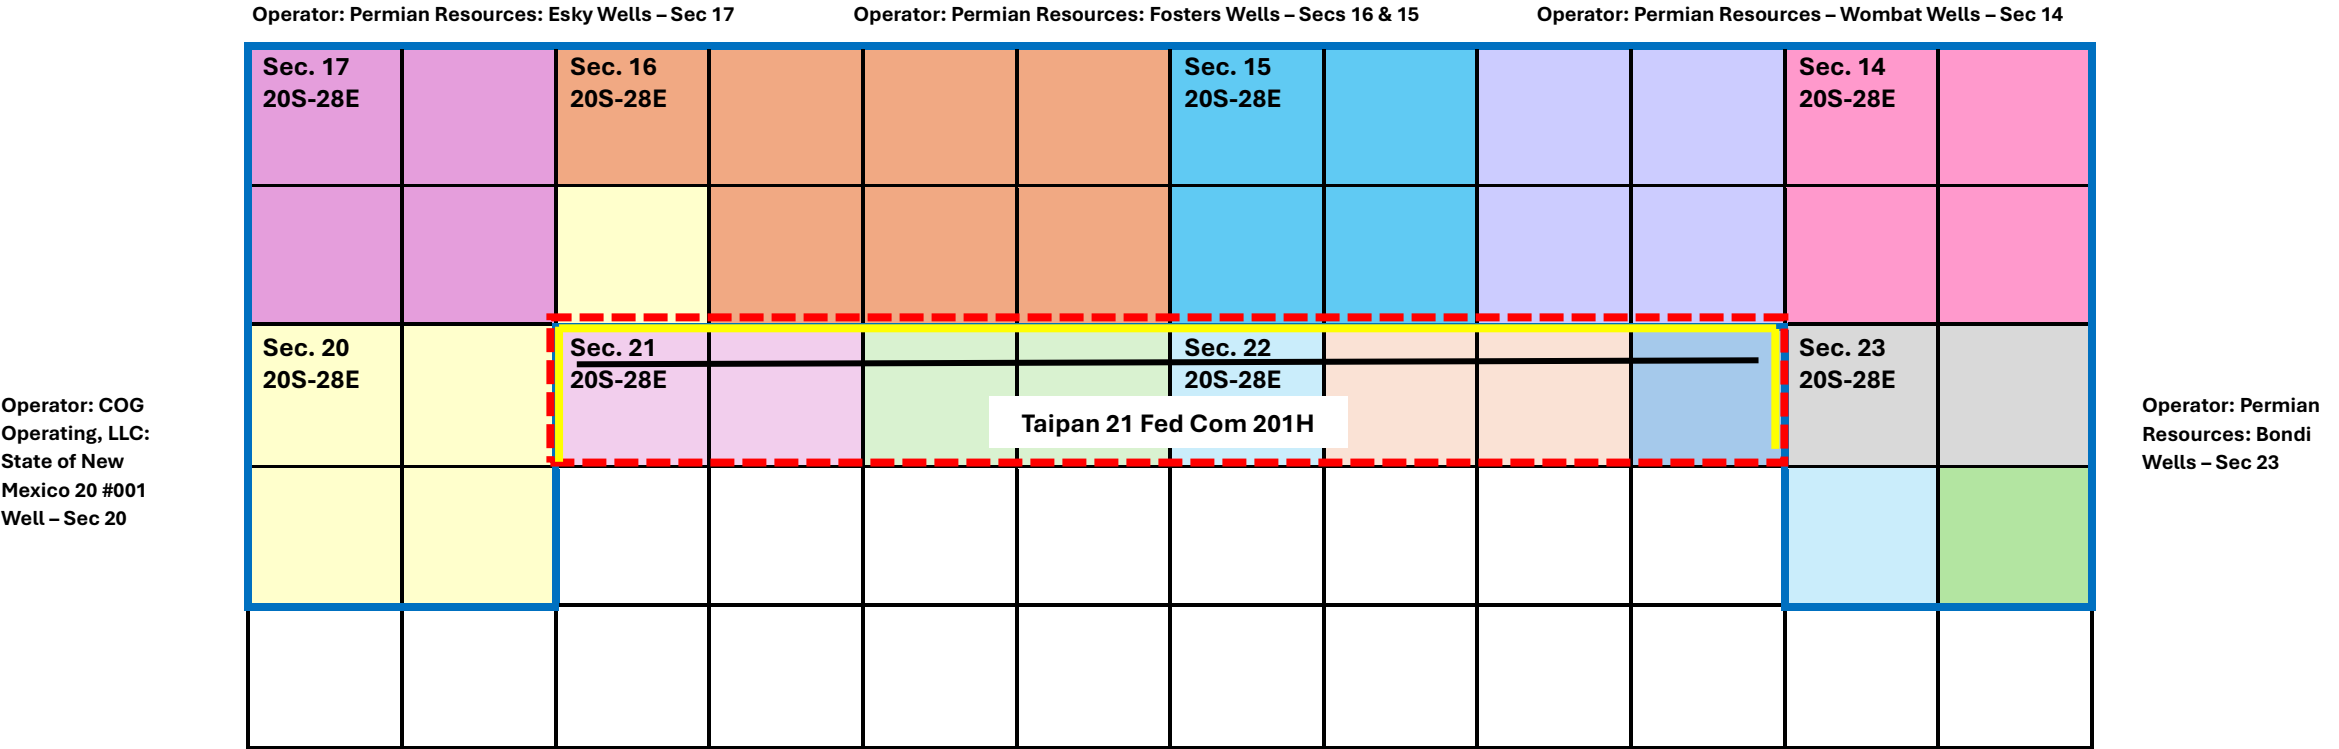 Operator: Permian Resources: Esky Wells – Sec 17
Operator: Permian Resources: Fosters Wells – Secs 16 & 15
Operator: Permian Resources – Wombat Wells – Sec 14
Sec. 17
20S-28E
Sec. 16
20S-28E
Sec. 15
20S-28E
Sec. 14
20S-28E
Sec. 20
20S-28E
Sec. 21
20S-28E
Sec. 22
20S-28E
Sec. 23
20S-28E
Taipan 21 Fed Com 201H
Operator: COG
Operating, LLC:
State of New
Mexico 20 #001
Well – Sec 20
Operator: Permian
Resources: Bondi
Wells – Sec 23